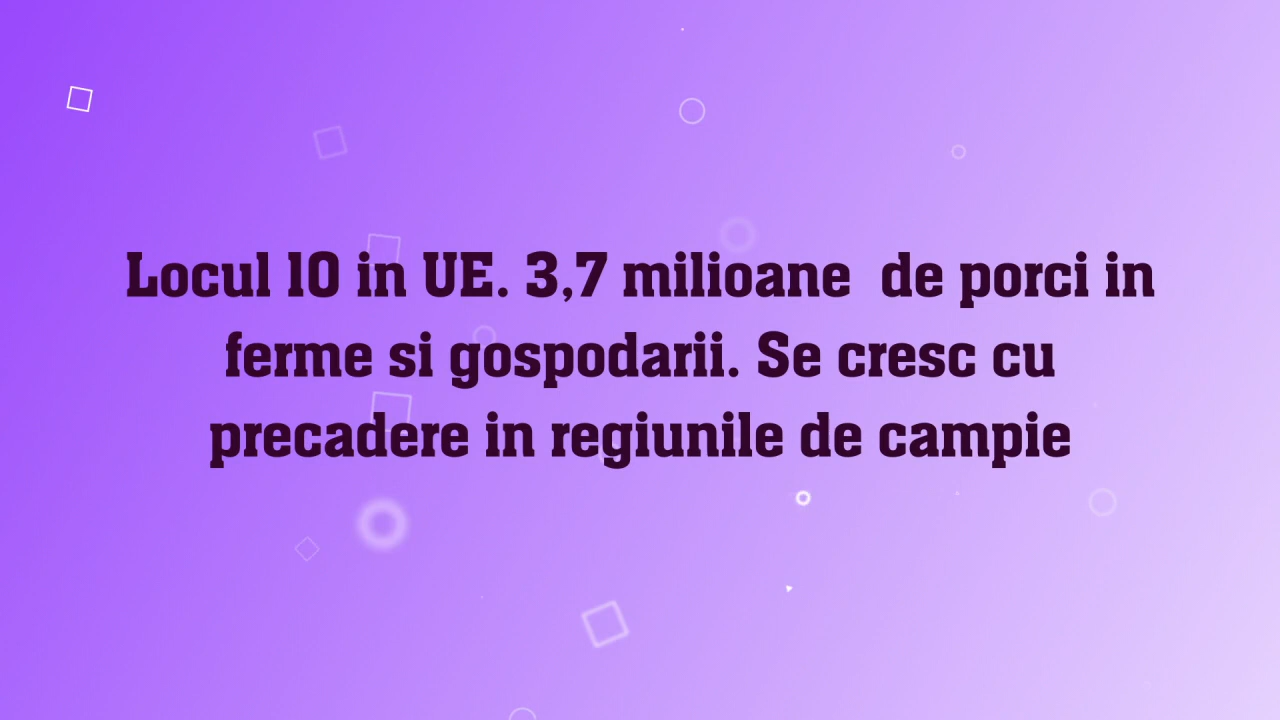 Locul 10 in UE. 3,7 milioane  de porci in
ferme si gospodarii. Se cresc cu
precadere in regiunile de campie